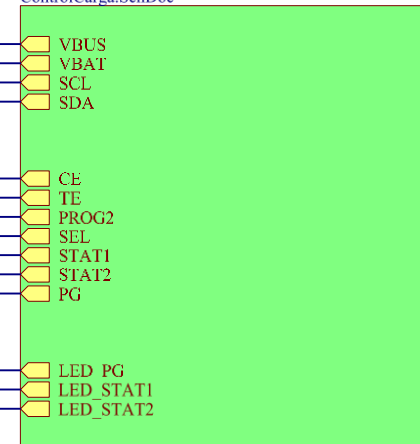 ControlCarga.SchDoc
VBUS
VBAT
SCL
SDA
CE
TE
PROG2
SEL
STAT1
STAT2
PG
LED_PG
LED_STAT1
LED_STAT2